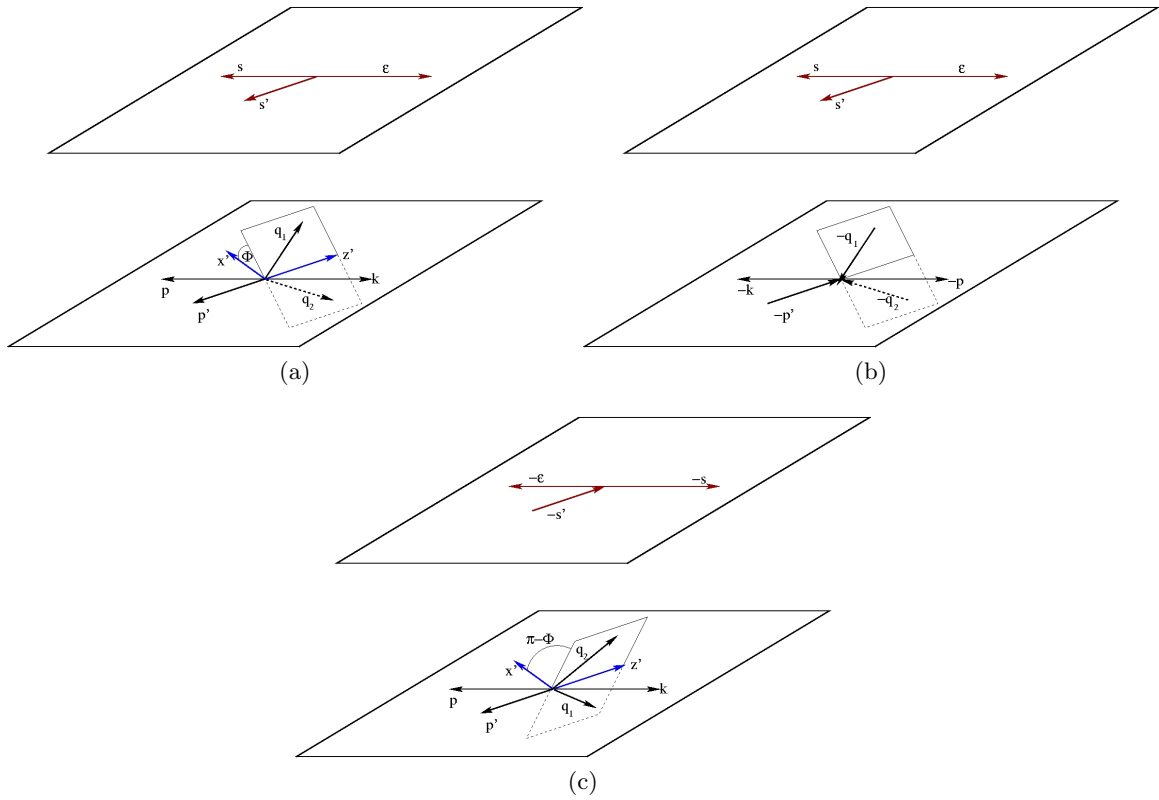 s ε
s'
q₁
x' Φ z'
p k
q₂
p'
(a)
s ε
s'
−q₁
−k −p
−q₂
−p'
(b)
−ε −s
−s'
π−Φ
q₂
x' z'
p k
q₁
p'
(c)